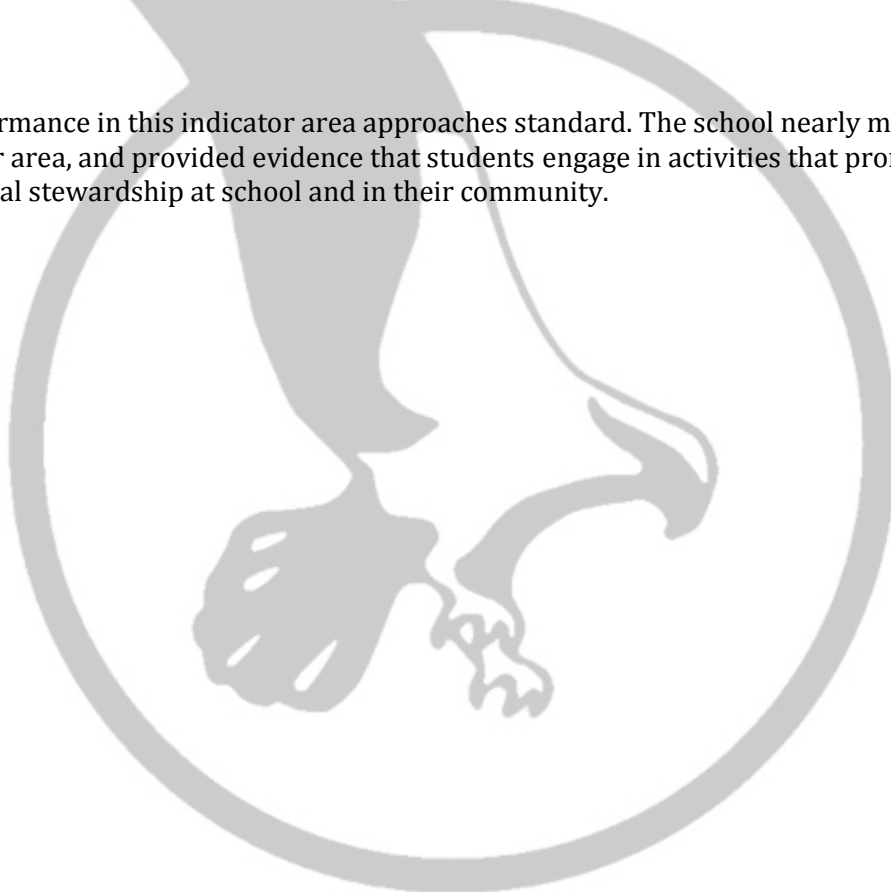 rmance in this indicator area approaches standard. The school nearly m
r area, and provided evidence that students engage in activities that pro
al stewardship at school and in their community.